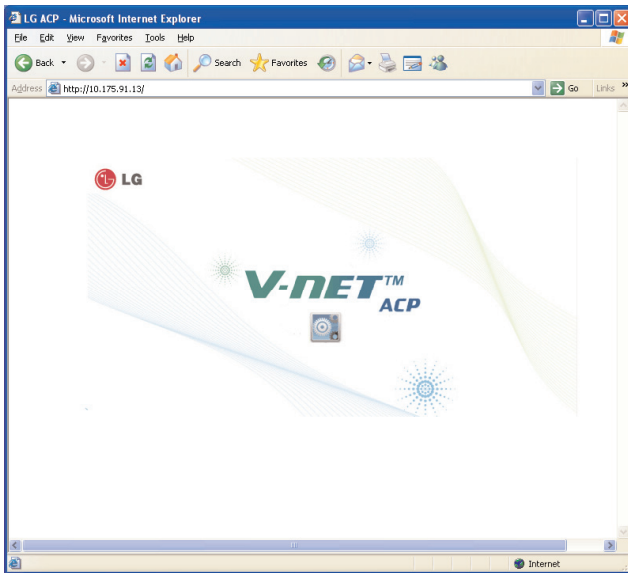 LG ACP - Microsoft Internet Explorer
File Edit View Favorites Tools Help
Back Search Favorites
Address http://10.175.91.13/ Go Links »
LG
V-NET™
ACP
Internet